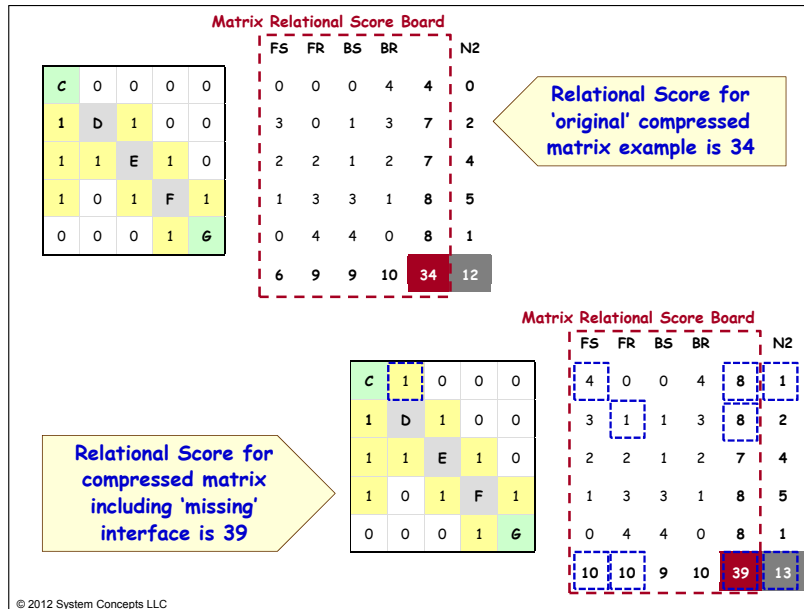 Matrix Relational Score Board
FS FR BS BR N2
C 0 0 0 0 0 0 0 4 4 0
1 D 1 0 0 3 0 1 3 7 2
1 1 E 1 0 2 2 1 2 7 4
1 0 1 F 1 1 3 3 1 8 5
0 0 0 1 G 0 4 4 0 8 1
6 9 9 10 34 12
Relational Score for
‘original’ compressed
matrix example is 34
Matrix Relational Score Board
FS FR BS BR N2
C 1 0 0 0 4 0 0 4 8 1
1 D 1 0 0 3 1 1 3 8 2
1 1 E 1 0 2 2 1 2 7 4
1 0 1 F 1 1 3 3 1 8 5
0 0 0 1 G 0 4 4 0 8 1
10 10 9 10 39 13
Relational Score for
compressed matrix
including ‘missing’
interface is 39
© 2012 System Concepts LLC